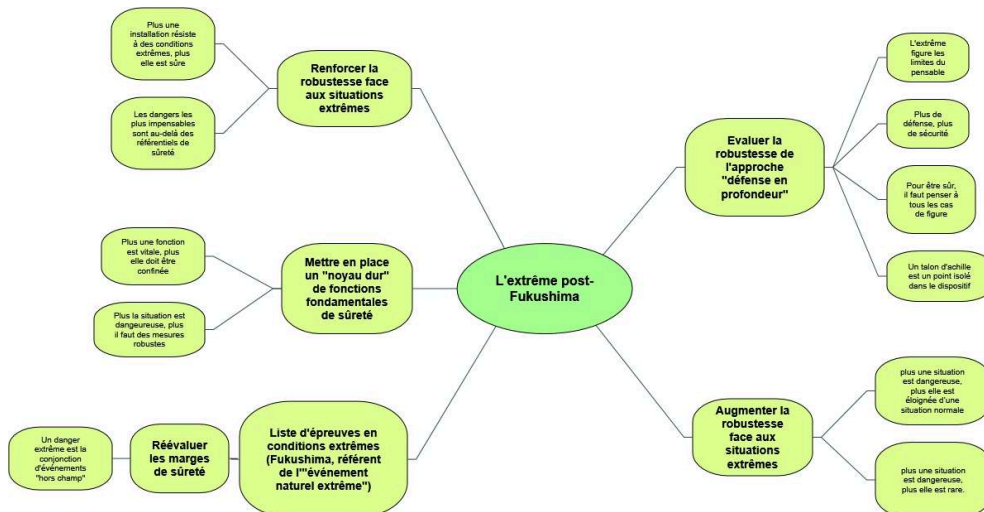 Plus une
installation résiste
à des conditions
extrêmes, plus
elle est sûre
Les dangers les
plus impensables
sont au-delà des
référentiels de
sûreté
Renforcer la
robustesse face
aux situations
extrêmes
Plus une fonction
est vitale, plus
elle doit être
confinée
Plus la situation est
dangeureuse, plus
il faut des mesures
robustes
Mettre en place
un "noyau dur"
de fonctions
fondamentales
de sûreté
Un danger
extrême est la
conjonction
d'événements
"hors champ"
Réévaluer
les marges
de sûreté
Liste d'épreuves en
conditions extrêmes
(Fukushima, référent
de l'"événement
naturel extrême")
L'extrême post-
Fukushima
Evaluer la
robustesse de
l'approche
"défense en
profondeur"
L'extrême
figure les
limites du
pensable
Plus de
défense, plus
de sécurité
Pour être sûr,
il faut penser à
tous les cas
de figure
Un talon d'achille
est un point isolé
dans le dispositif
Augmenter la
robustesse
face aux
situations
extrêmes
plus une situation
est dangereuse,
plus elle est
éloignée d'une
situation normale
plus une situation
est dangereuse,
plus elle est rare.